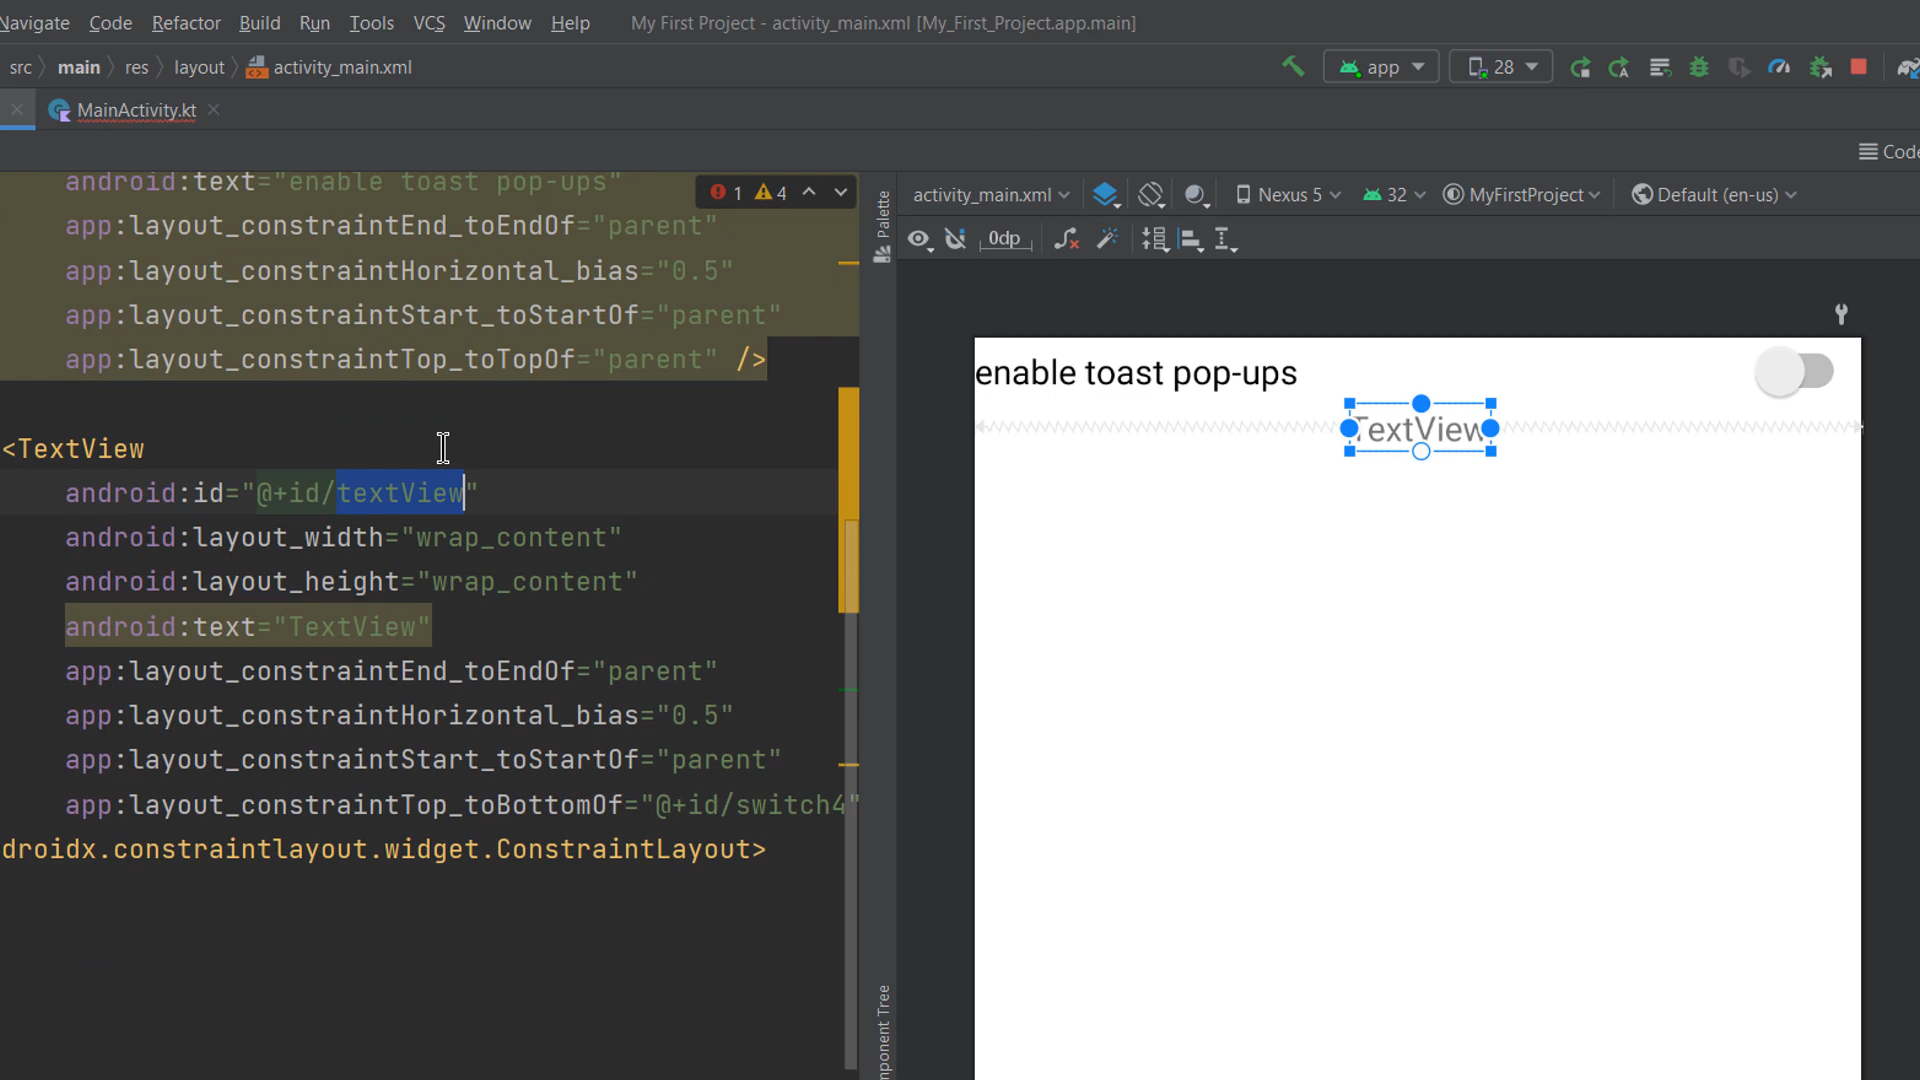 Navigate Code Refactor Build Run Tools VCS Window Help My First Project - activity_main.xml [My_First_Project.app.main]
src main res layout activity_main.xml app 28
MainActivity.kt
Code
android:text="enable toast pop-ups" 1 4
app:layout_constraintEnd_toEndOf="parent"
app:layout_constraintHorizontal_bias="0.5"
app:layout_constraintStart_toStartOf="parent"
app:layout_constraintTop_toTopOf="parent" />
<TextView
android:id="@+id/textView"
android:layout_width="wrap_content"
android:layout_height="wrap_content"
android:text="TextView"
app:layout_constraintEnd_toEndOf="parent"
app:layout_constraintHorizontal_bias="0.5"
app:layout_constraintStart_toStartOf="parent"
app:layout_constraintTop_toBottomOf="@+id/switch4"
droidx.constraintlayout.widget.ConstraintLayout>
Palette
mponent Tree
activity_main.xml Nexus 5 32 MyFirstProject Default (en-us)
0dp
enable toast pop-ups
TextView